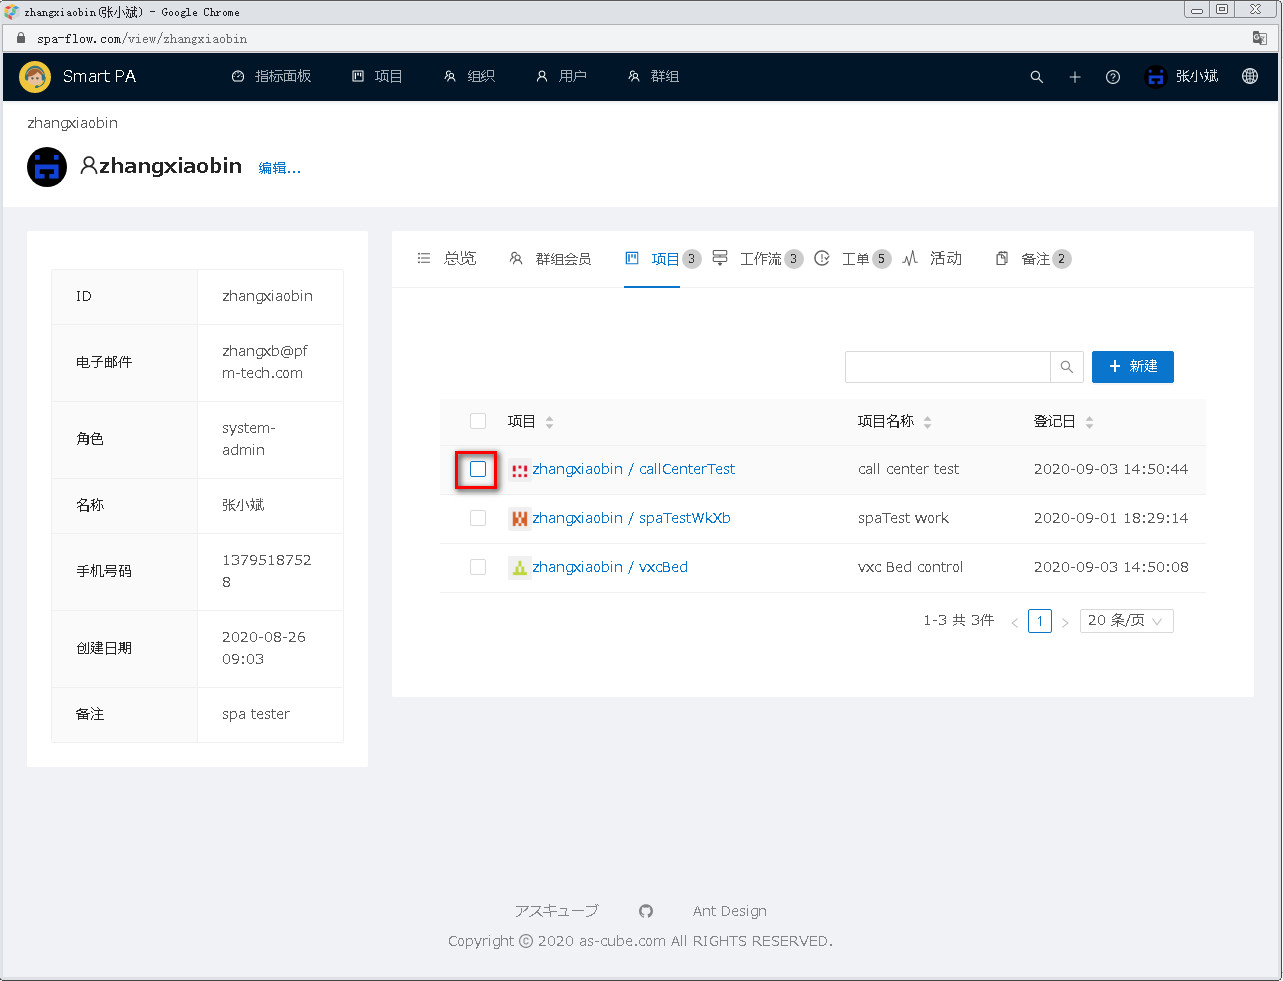 zhangxiaobin(张小斌) - Google Chrome
spa-flow.com/view/zhangxiaobin
Smart PA 指标面板 项目 组织 用户 群组 张小斌
zhangxiaobin
zhangxiaobin 编辑...
总览 群组会员 项目 3 工作流 3 工单 5 活动 备注 2
ID zhangxiaobin
电子邮件 zhangxb@pf
m-tech.com
角色 system-
admin
名称 张小斌
手机号码 1379518752
8
创建日期 2020-08-26
09:03
备注 spa tester
新建
项目 项目名称 登记日
zhangxiaobin / callCenterTest call center test 2020-09-03 14:50:44
zhangxiaobin / spaTestWkXb spaTest work 2020-09-01 18:29:14
zhangxiaobin / vxcBed vxc Bed control 2020-09-03 14:50:08
1-3 共 3件 < 1 > 20 条/页
アスキューブ Ant Design
Copyright © 2020 as-cube.com All RIGHTS RESERVED.